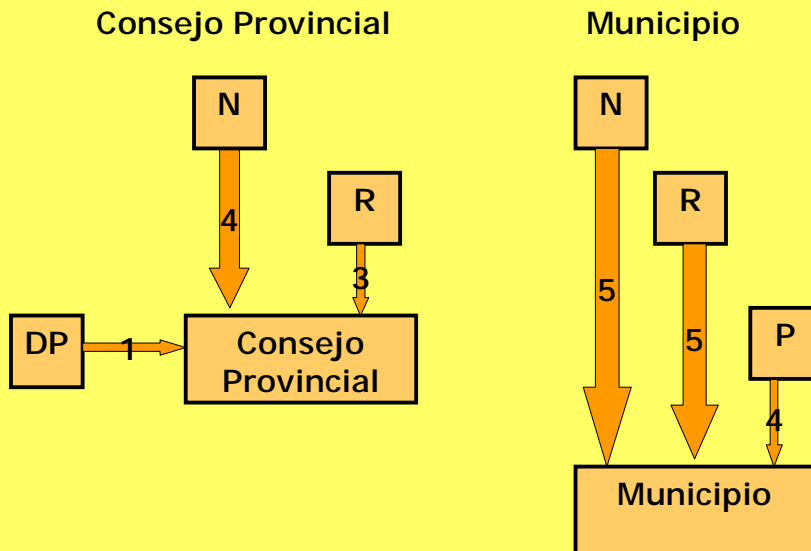 Consejo Provincial
N
4
R
3
DP
1
Consejo
Provincial
Municipio
N
5
R
5
P
4
Municipio